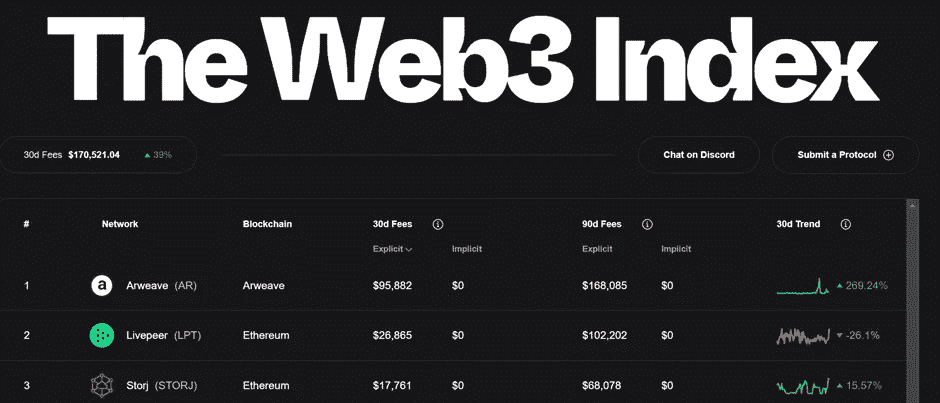 The Web3 Index
30d Fees $170,521.04 ▲ 39% Chat on Discord Submit a Protocol
# Network Blockchain 30d Fees 90d Fees 30d Trend
Explicit Implicit Explicit Implicit
1 a Arweave (AR) Arweave $95,882 $0 $168,085 $0 ▲ 269.24%
2 Livepeer (LPT) Ethereum $26,865 $0 $102,202 $0 ▼ -26.1%
3 Storj (STORJ) Ethereum $17,761 $0 $68,078 $0 ▲ 15.57%